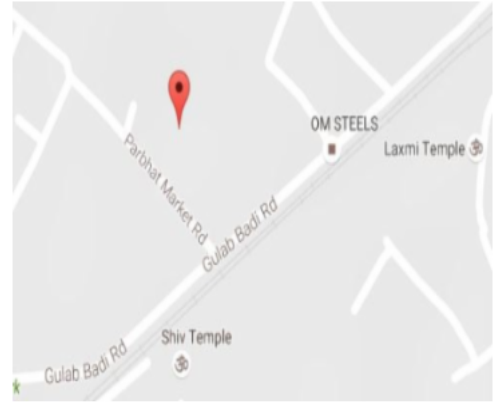 OM STEELS
Laxmi Temple
Parbhat Market Rd
Gulab Badi Rd
Shiv Temple
Gulab Badi Rd